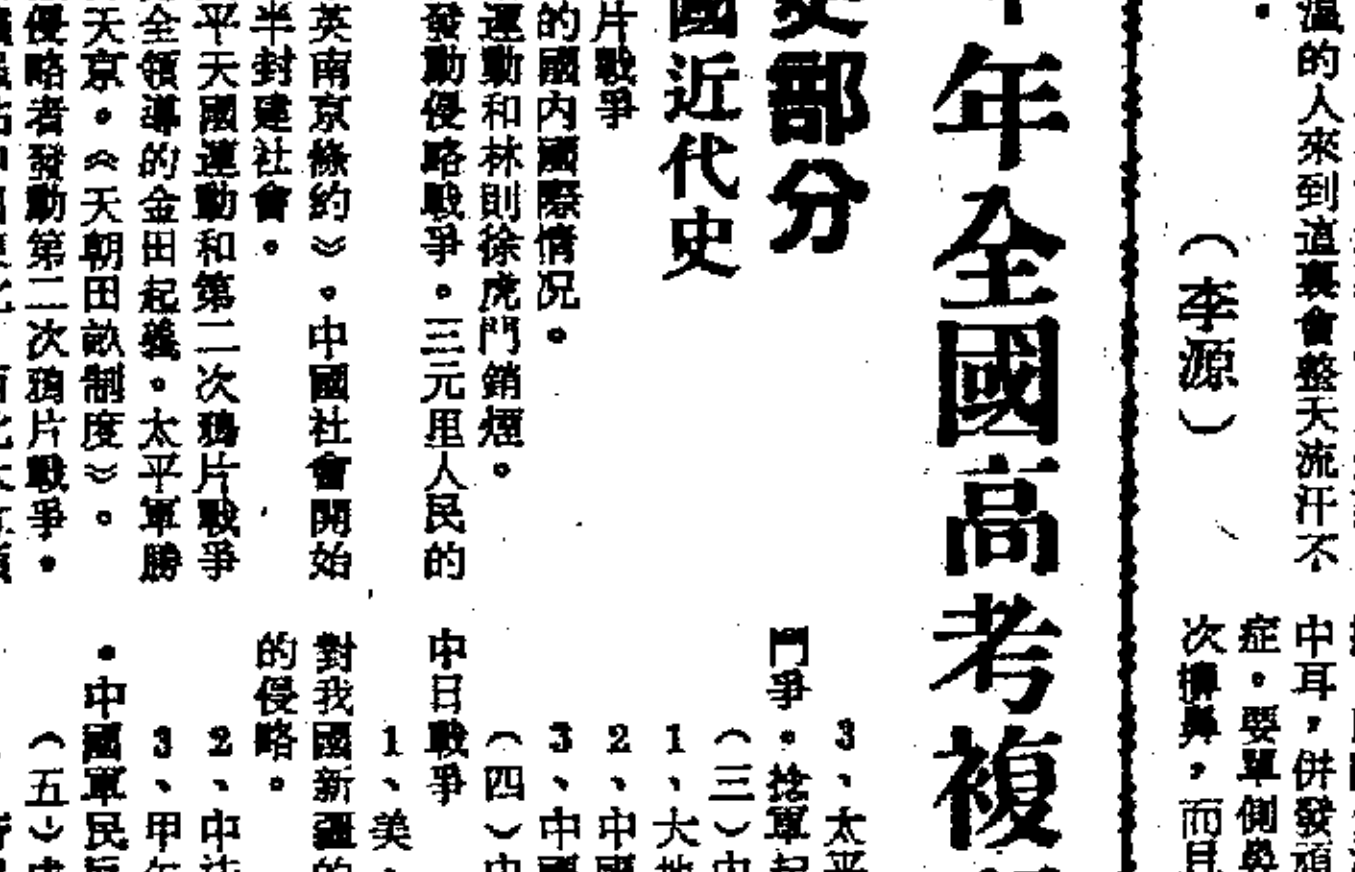 溫的人來到這裏會整天流汗不
(李源)
中耳，併發
症。要單側鼻
次擤鼻，而且
年全國高考複
史部分
國近代史
片戰爭
的國內國際情况。
運動和林則徐虎門銷煙。
發動侵略戰爭。三元里人民的
英南京條約》。中國社會開始
半封建社會。
平天國運動和第二次鴉片戰爭
全領導的金田起義。太平軍勝
天京。《天朝田畝制度》。
侵略者發動第二次鴉片戰爭。
3、太平
鬥爭。捻軍起
(三)中
1、大地
2、中國
3、中國
(四)中
中日戰爭
1、美、
對我國新疆的
的侵略。
2、中法
3、甲午
。中國軍民
(五)